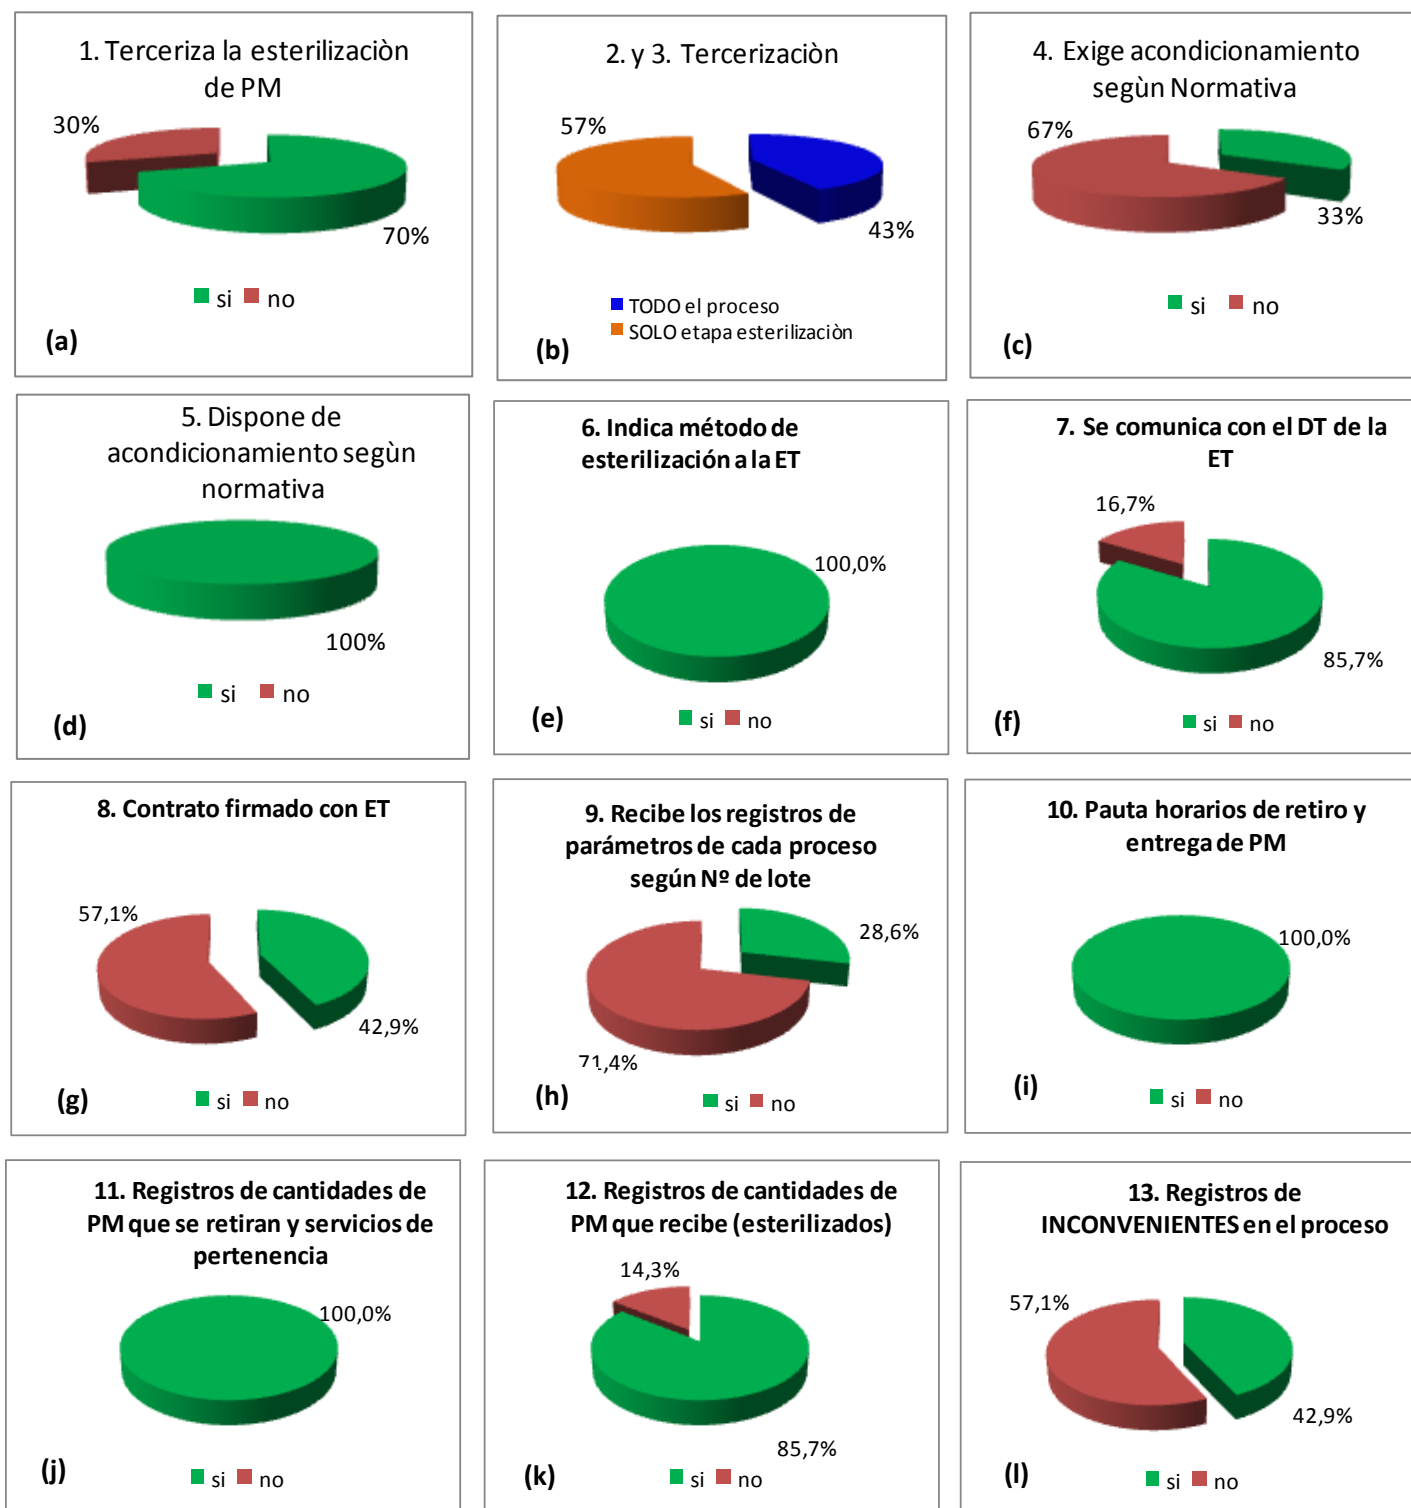 1. Terceriza la esterilizaciòn
de PM
30%
70%
si no
(a)
2. y 3. Tercerizaciòn
57%
43%
TODO el proceso
SOLO etapa esterilizaciòn
(b)
4. Exige acondicionamiento
segùn Normativa
67%
33%
si no
(c)
5. Dispone de
acondicionamiento segùn
normativa
100%
si no
(d)
6. Indica método de
esterilización a la ET
100,0%
si no
(e)
7. Se comunica con el DT de la
ET
16,7%
85,7%
si no
(f)
8. Contrato firmado con ET
57,1%
42,9%
si no
(g)
9. Recibe los registros de
parámetros de cada proceso
según Nº de lote
28,6%
71,4%
si no
(h)
10. Pauta horarios de retiro y
entrega de PM
100,0%
si no
(i)
11. Registros de cantidades de
PM que se retiran y servicios de
pertenencia
100,0%
si no
(j)
12. Registros de cantidades de
PM que recibe (esterilizados)
14,3%
85,7%
si no
(k)
13. Registros de
INCONVENIENTES en el proceso
57,1%
42,9%
si no
(l)